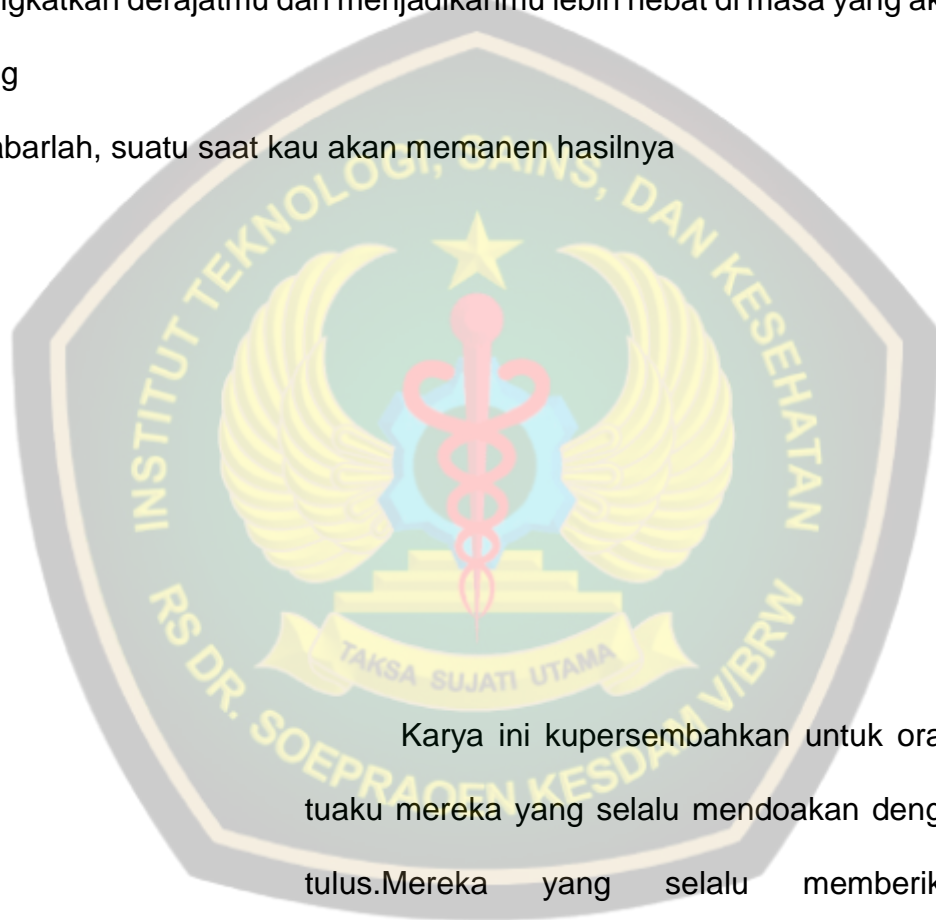 ngkatkan derajatmu dan menjadikanmu lebih hebat di masa yang ak
g
abarlah, suatu saat kau akan memanen hasilnya
INSTITUT TEKNOLOGI, SAINS, DAN KESEHATAN
TAKSA SUJATI UTAMA
RS DR. SOEPRAOEN KESDAM V/BRW
Karya ini kupersembahkan untuk ora
tuaku mereka yang selalu mendoakan deng
tulus.Mereka yang selalu memberik